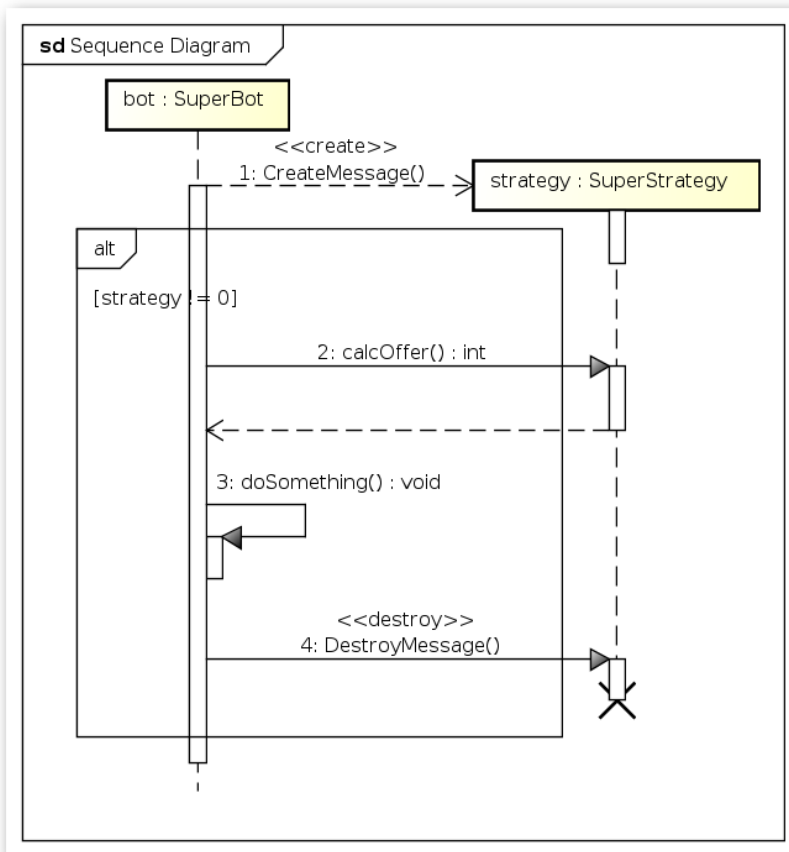 sd Sequence Diagram
bot : SuperBot
<<create>>
1: CreateMessage()
strategy : SuperStrategy
alt
[strategy != 0]
2: calcOffer() : int
3: doSomething() : void
<<destroy>>
4: DestroyMessage()